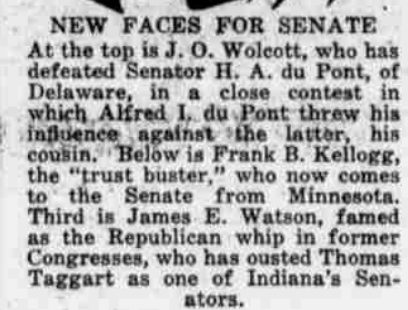 NEW FACES FOR SENATE
At the top is J. O. Wolcott, who has
defeated Senator H. A. du Pont, of
Delaware, in a close contest in
which Alfred I. du Pont threw his
influence against the latter, his
cousin. Below is Frank B. Kellogg,
the "trust buster," who now comes
to the Senate from Minnesota.
Third is James E. Watson, famed
as the Republican whip in former
Congresses, who has ousted Thomas
Taggart as one of Indiana's Sen-
ators.